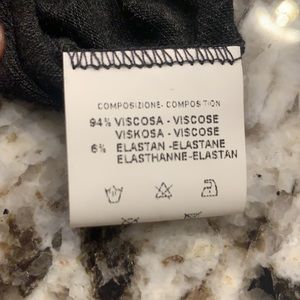 COMPOSIZIONE- COMPOSITION
94% VISCOSA - VISCOSE
VISKOSA - VISCOSE
6% ELASTAN -ELASTANE
ELASTHANNE-ELASTAN